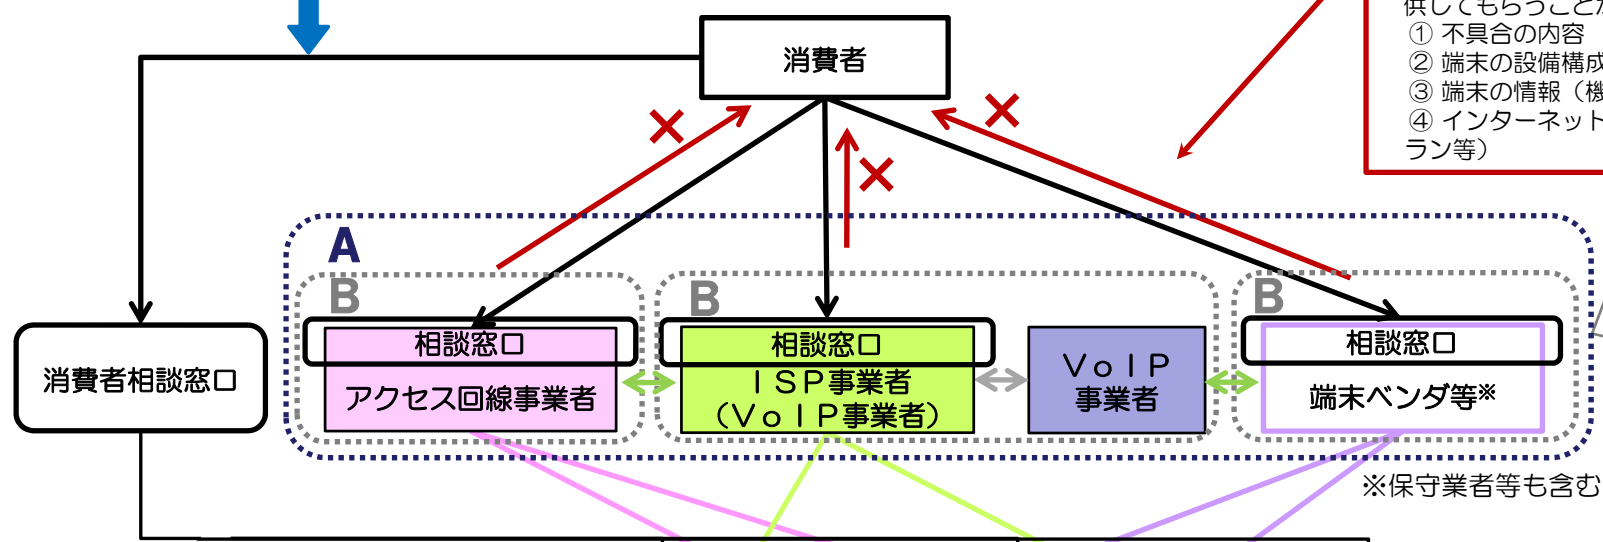 供してもらうことが
① 不具合の内容
② 端末の設備構成
③ 端末の情報（機
④ インターネット
ラン等）
消費者
×
×
×
A
B
B
B
相談窓口
相談窓口
相談窓口
消費者相談窓口
アクセス回線事業者
ＩＳＰ事業者
（ＶｏＩＰ事業者）
ＶｏＩＰ
事業者
端末ベンダ等※
※保守業者等も含む